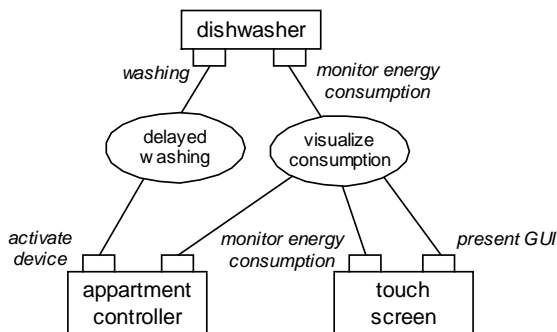 dishwasher
washing
monitor energy
consumption
delayed
washing
visualize
consumption
activate
device
monitor energy
consumption
present GUI
appartment
controller
touch
screen